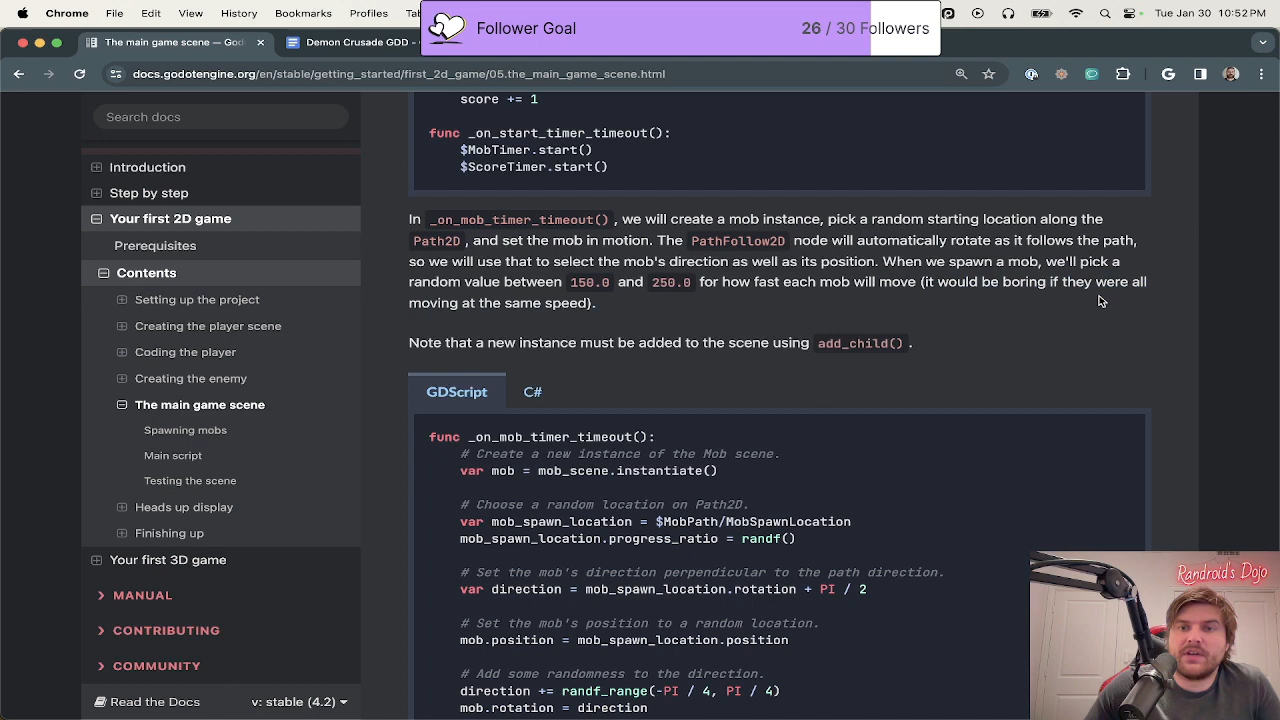 Chrome File Edit View History Bookmarks Profiles
Tue Jan 30 10:52 PM
Follower Goal 26 / 30 Followers
The main game scene — Go
Demon Crusade GDD -
docs.godotengine.org/en/stable/getting_started/first_2d_game/05.the_main_game_scene.html
Search docs
Introduction
Step by step
Your first 2D game
Prerequisites
Contents
Setting up the project
Creating the player scene
Coding the player
Creating the enemy
The main game scene
Spawning mobs
Main script
Testing the scene
Heads up display
Finishing up
Your first 3D game
MANUAL
CONTRIBUTING
COMMUNITY
Read the Docs v: stable (4.2)
score += 1
func _on_start_timer_timeout():
$MobTimer.start()
$ScoreTimer.start()
In _on_mob_timer_timeout() , we will create a mob instance, pick a random starting location along the
Path2D , and set the mob in motion. The PathFollow2D node will automatically rotate as it follows the path,
so we will use that to select the mob's direction as well as its position. When we spawn a mob, we'll pick a
random value between 150.0 and 250.0 for how fast each mob will move (it would be boring if they were all
moving at the same speed).
Note that a new instance must be added to the scene using add_child() .
GDScript C#
func _on_mob_timer_timeout():
# Create a new instance of the Mob scene.
var mob = mob_scene.instantiate()
# Choose a random location on Path2D.
var mob_spawn_location = $MobPath/MobSpawnLocation
mob_spawn_location.progress_ratio = randf()
# Set the mob's direction perpendicular to the path direction.
var direction = mob_spawn_location.rotation + PI / 2
# Set the mob's position to a random location.
mob.position = mob_spawn_location.position
# Add some randomness to the direction.
direction += randf_range(-PI / 4, PI / 4)
mob.rotation = direction
Randroid's Dojo